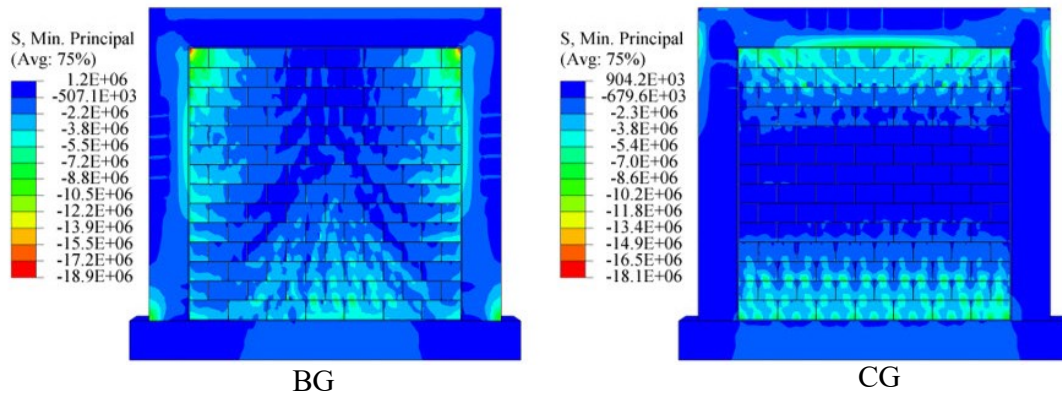 S, Min. Principal
(Avg: 75%)
1.2E+06
-507.1E+03
-2.2E+06
-3.8E+06
-5.5E+06
-7.2E+06
-8.8E+06
-10.5E+06
-12.2E+06
-13.9E+06
-15.5E+06
-17.2E+06
-18.9E+06
BG
S, Min. Principal
(Avg: 75%)
904.2E+03
-679.6E+03
-2.3E+06
-3.8E+06
-5.4E+06
-7.0E+06
-8.6E+06
-10.2E+06
-11.8E+06
-13.4E+06
-14.9E+06
-16.5E+06
-18.1E+06
CG